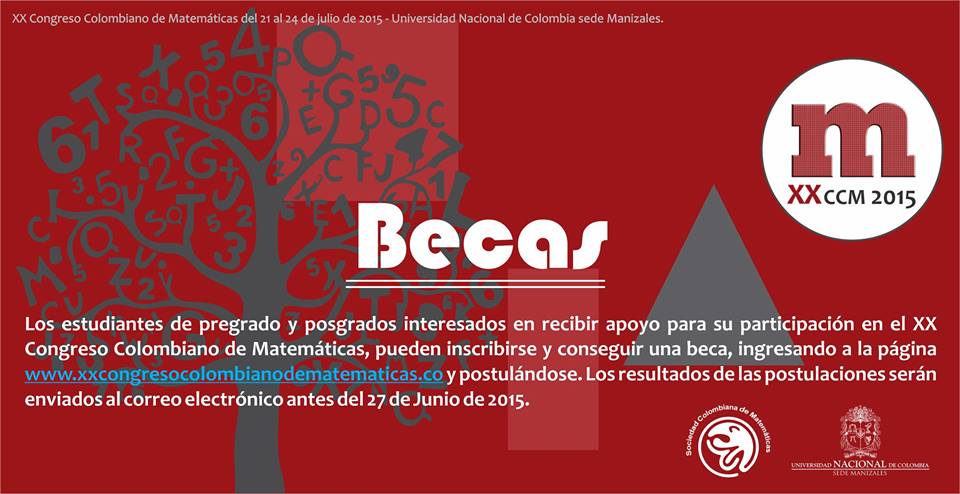 XX Congreso Colombiano de Matemáticas del 21 al 24 de julio de 2015 - Universidad Nacional de Colombia sede Manizales.
m
XX CCM 2015
Becas
Los estudiantes de pregrado y posgrados interesados en recibir apoyo para su participación en el XX
Congreso Colombiano de Matemáticas, pueden inscribirse y conseguir una beca, ingresando a la página
www.xxcongresocolombianodematematicas.co y postulándose. Los resultados de las postulaciones serán
enviados al correo electrónico antes del 27 de Junio de 2015.
Sociedad Colombiana de Matemáticas
UNIVERSIDAD NACIONAL DE COLOMBIA
SEDE MANIZALES